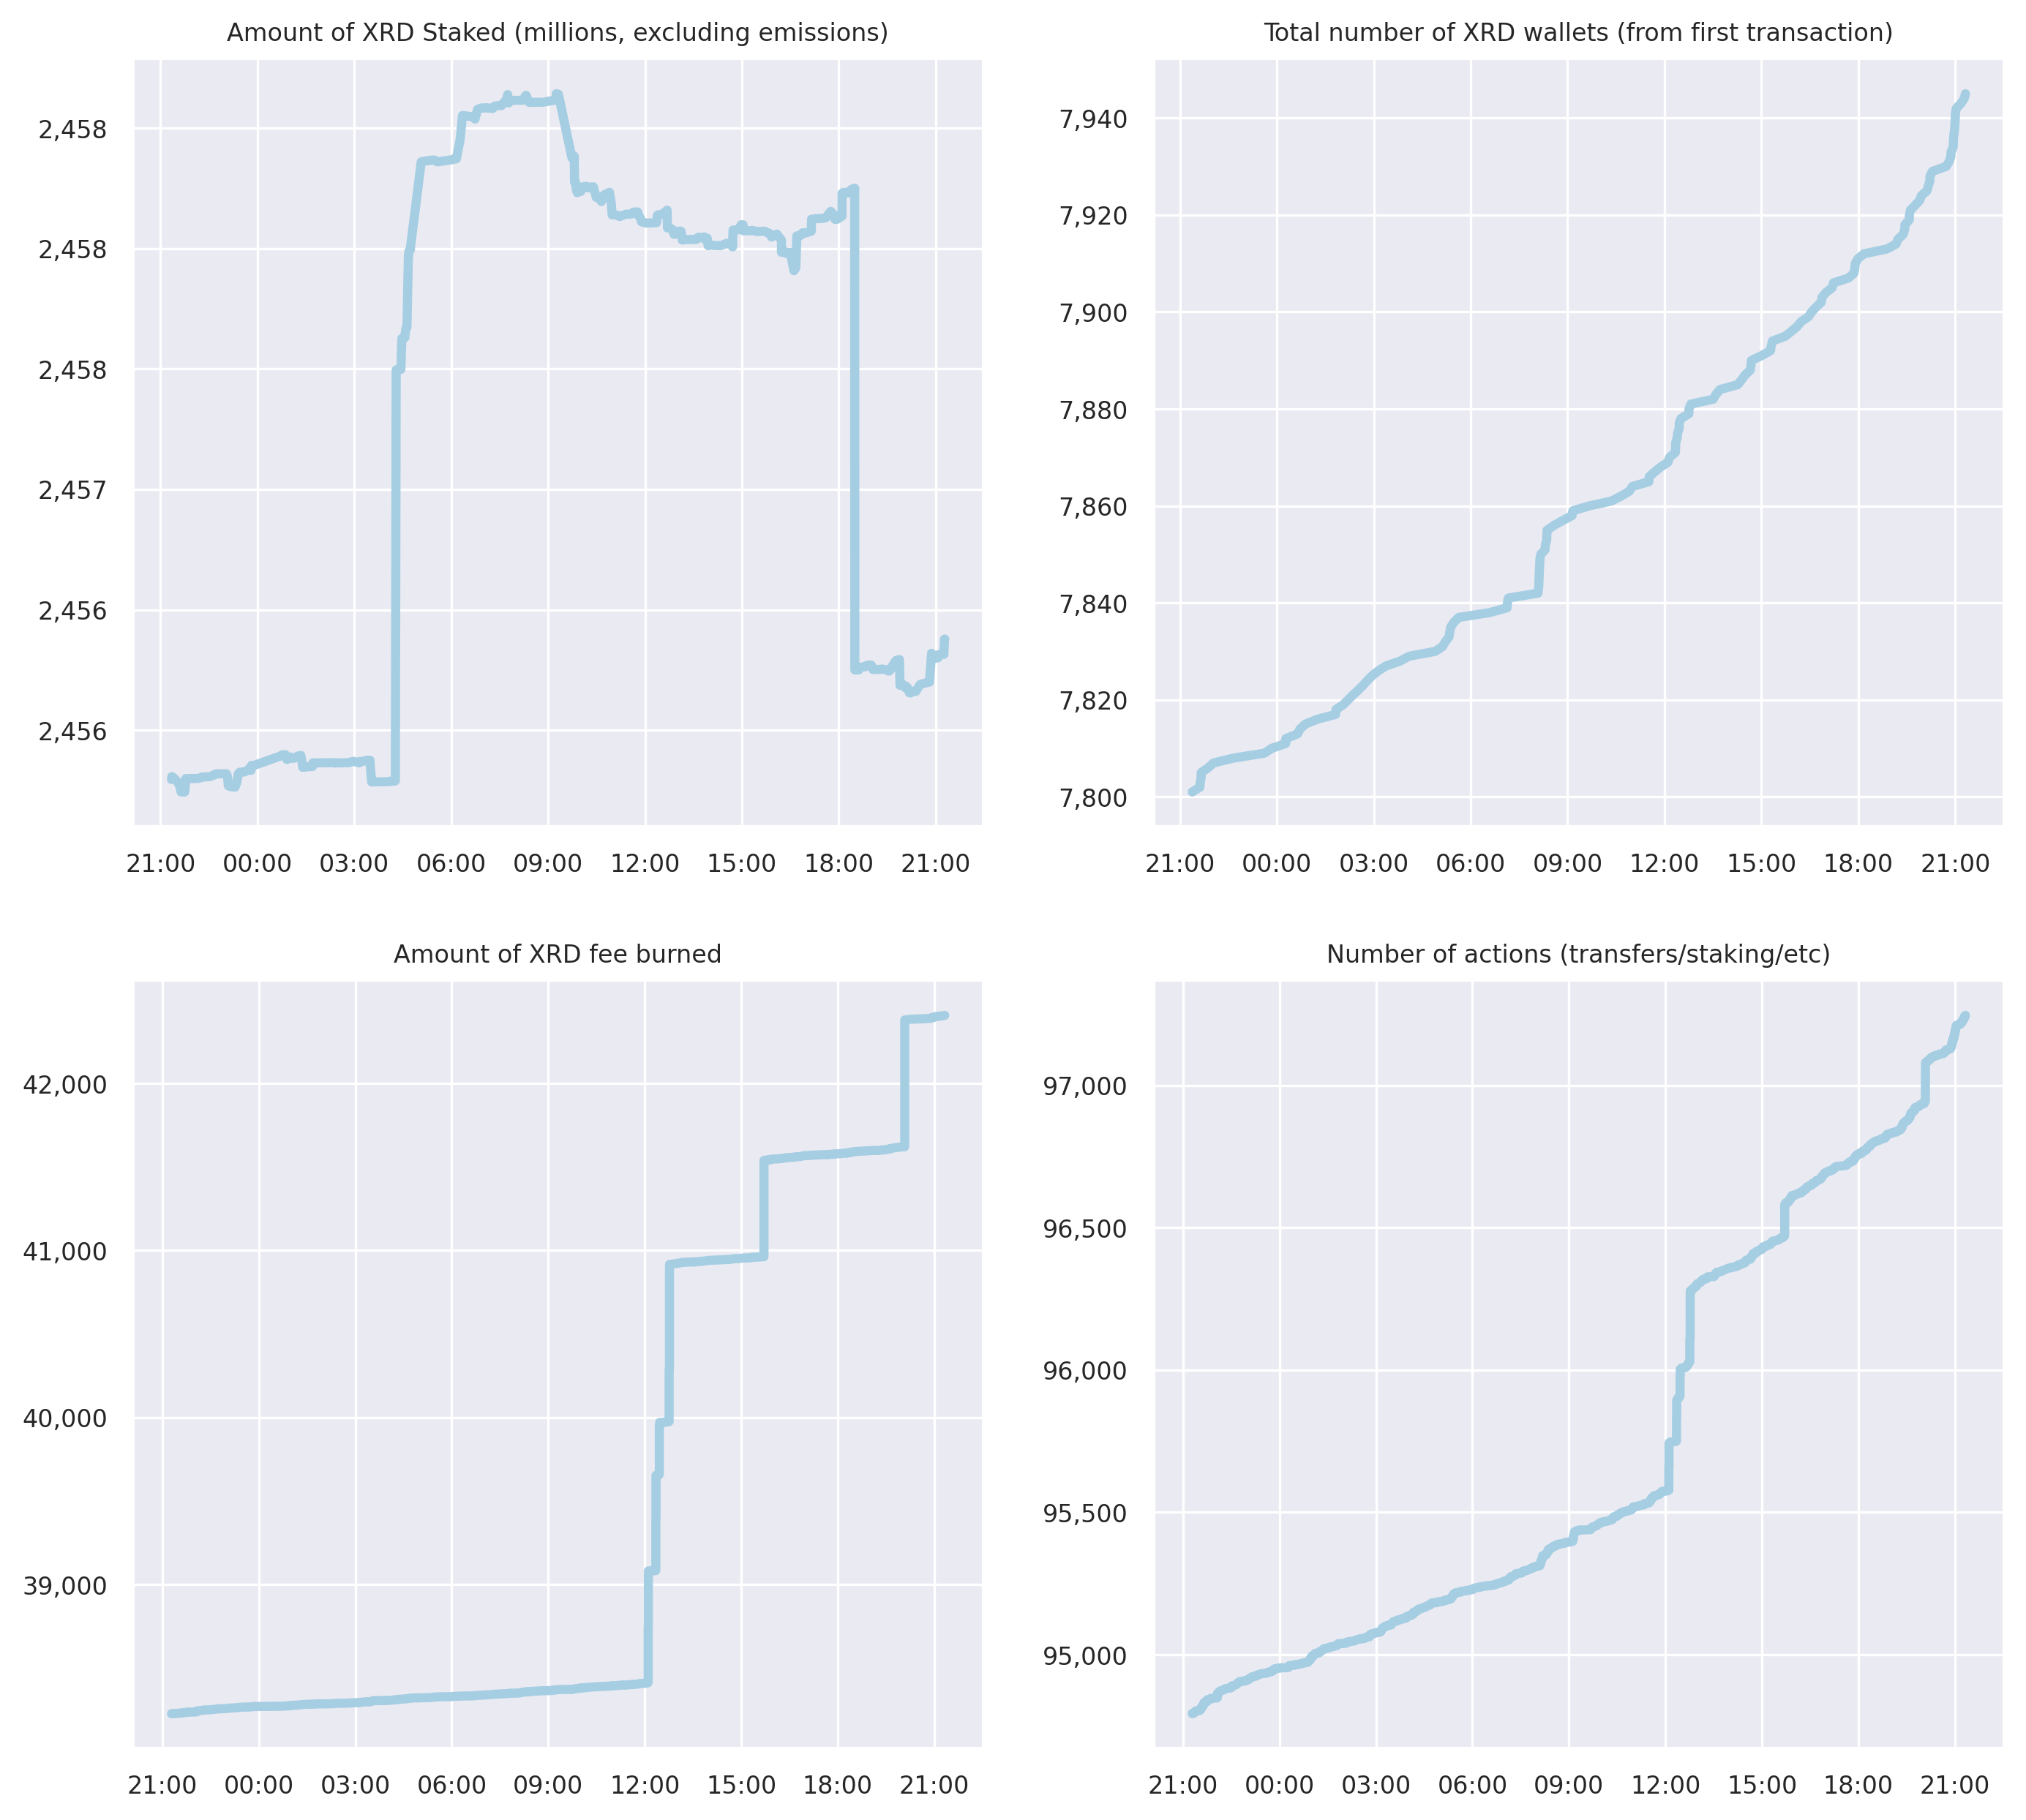 Amount of XRD Staked (millions, excluding emissions)
2,458
2,458
2,458
2,457
2,456
2,456
21:00 00:00 03:00 06:00 09:00 12:00 15:00 18:00 21:00
Total number of XRD wallets (from first transaction)
7,940
7,920
7,900
7,880
7,860
7,840
7,820
7,800
21:00 00:00 03:00 06:00 09:00 12:00 15:00 18:00 21:00
Amount of XRD fee burned
42,000
41,000
40,000
39,000
21:00 00:00 03:00 06:00 09:00 12:00 15:00 18:00 21:00
Number of actions (transfers/staking/etc)
97,000
96,500
96,000
95,500
95,000
21:00 00:00 03:00 06:00 09:00 12:00 15:00 18:00 21:00